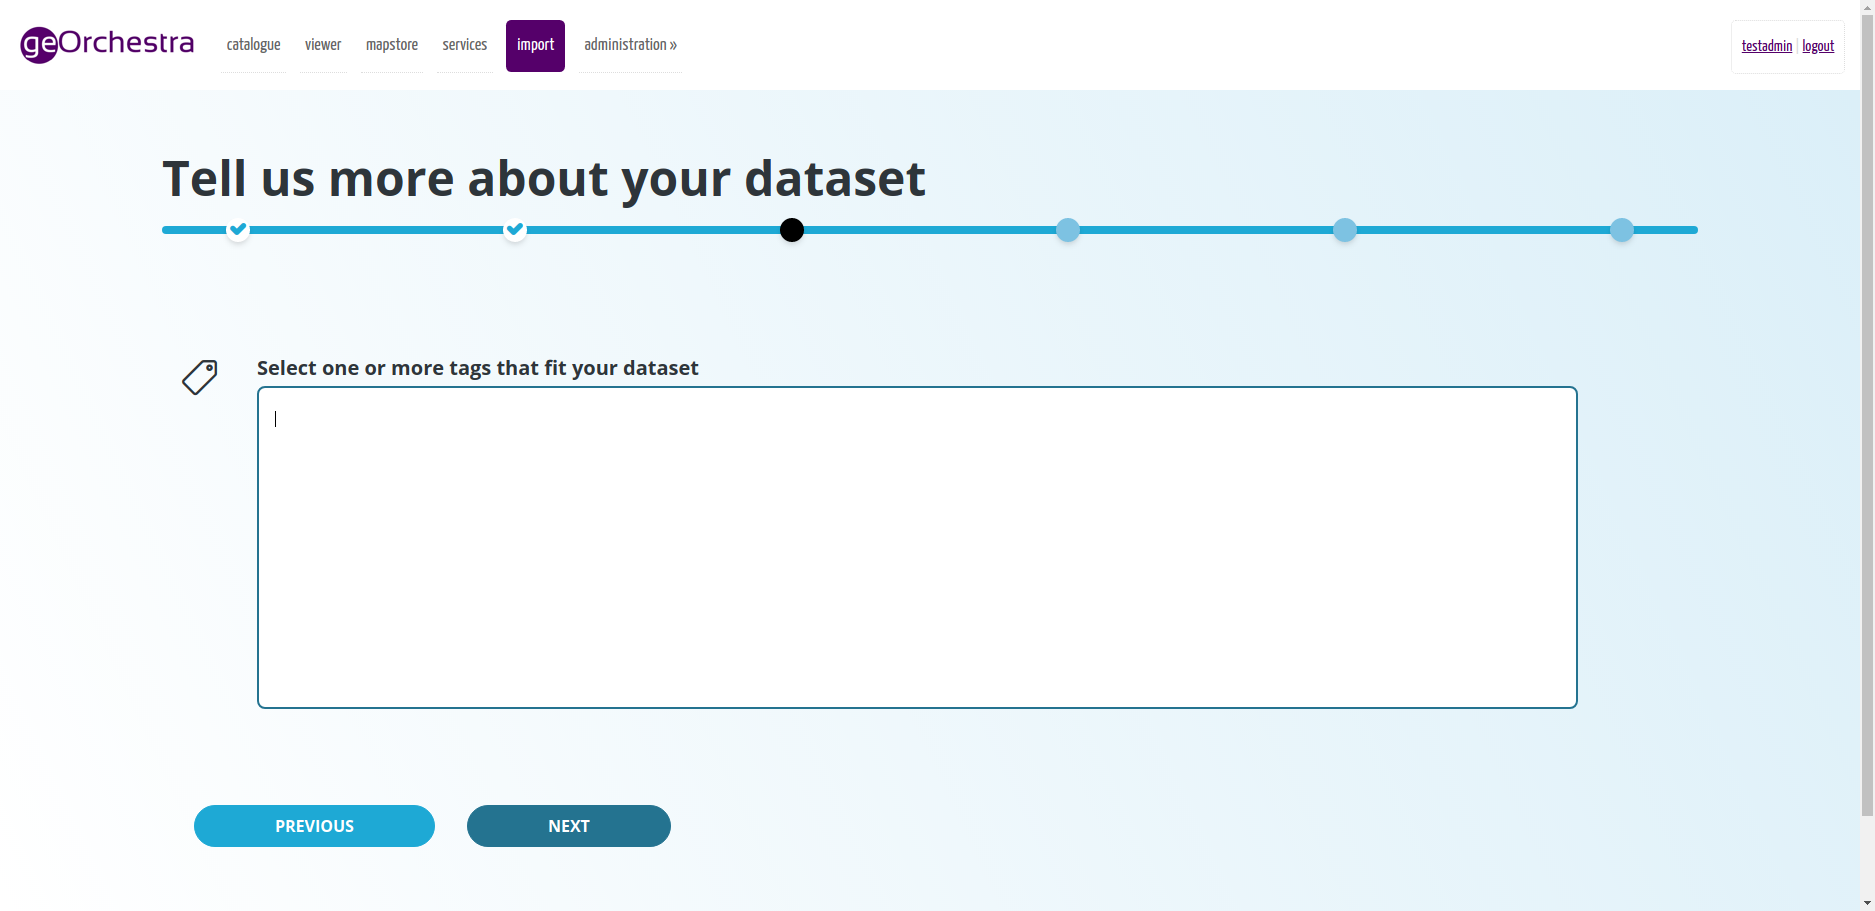 geOrchestra
catalogue viewer mapstore services import administration » testadmin | logout
Tell us more about your dataset
Select one or more tags that fit your dataset
PREVIOUS NEXT